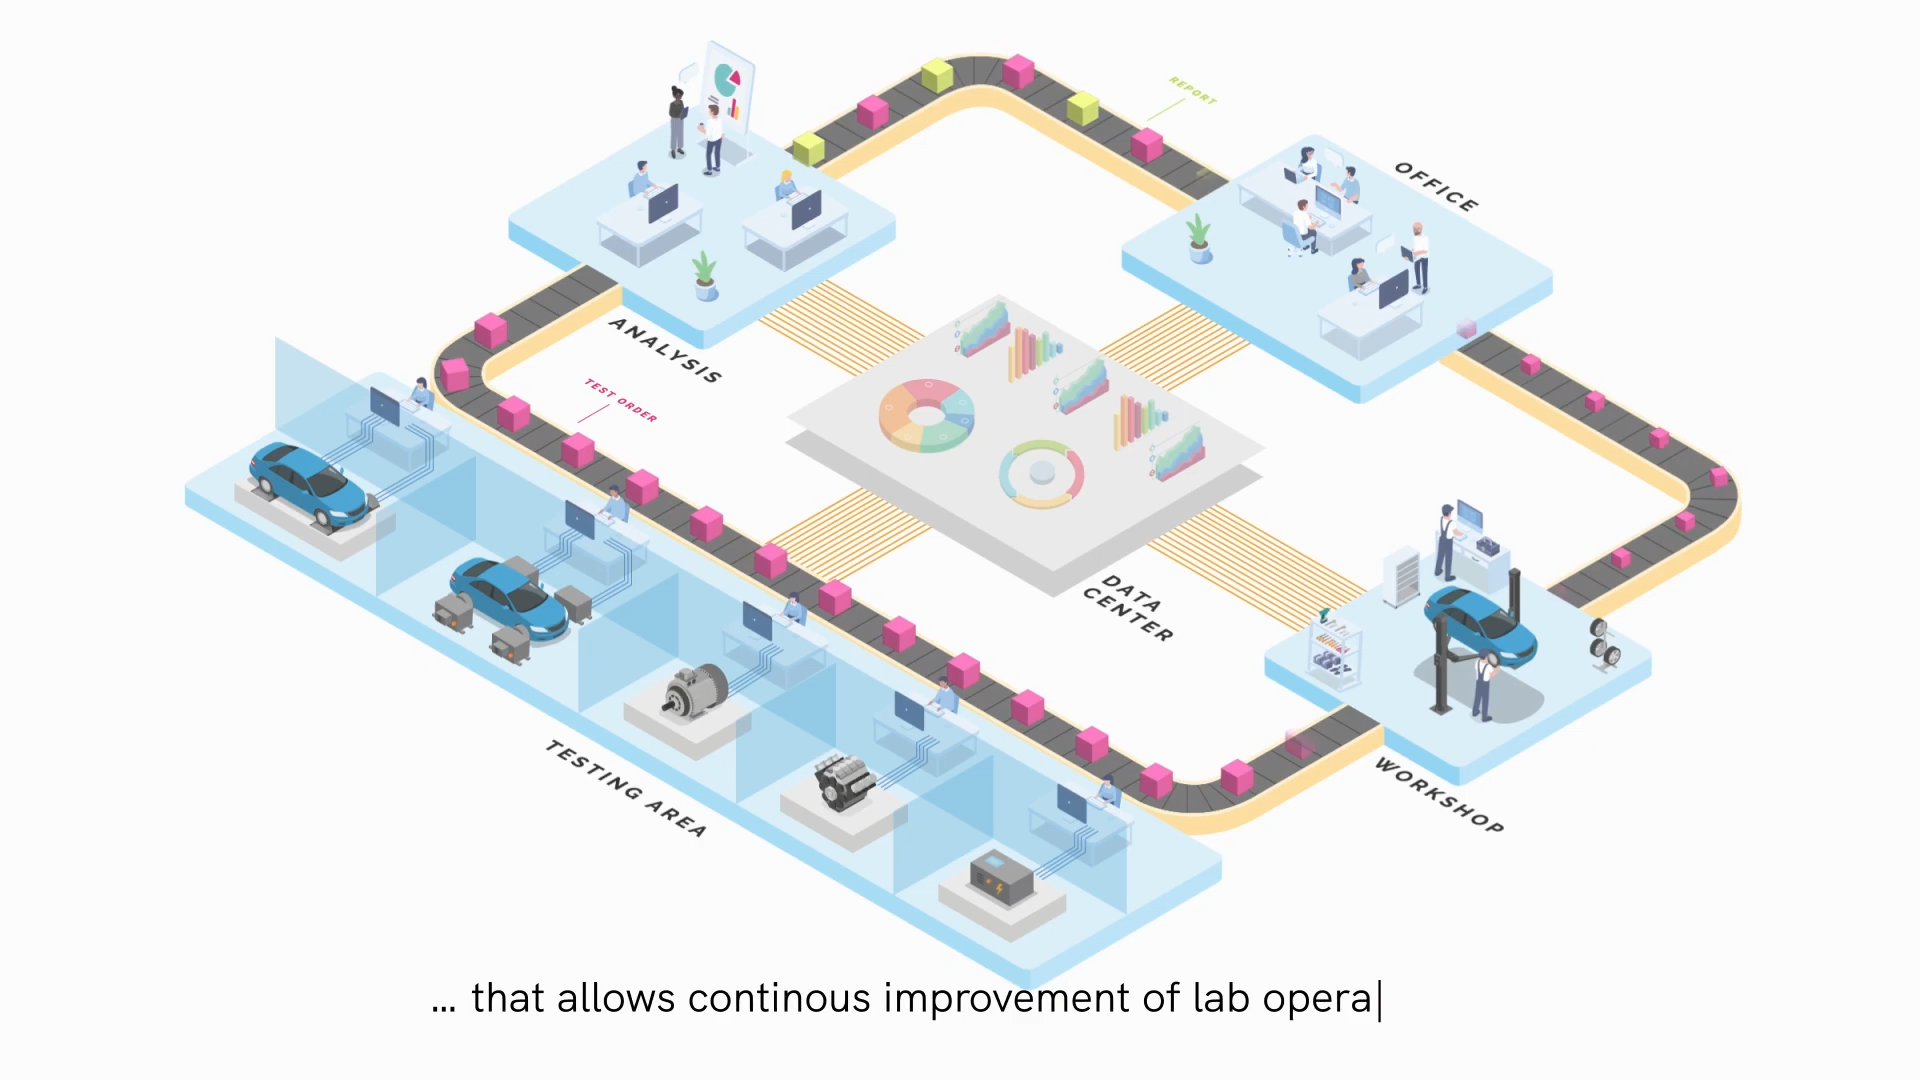 REPORT
OFFICE
ANALYSIS
TEST ORDER
DATA
CENTER
TESTING AREA
WORKSHOP
... that allows continous improvement of lab opera